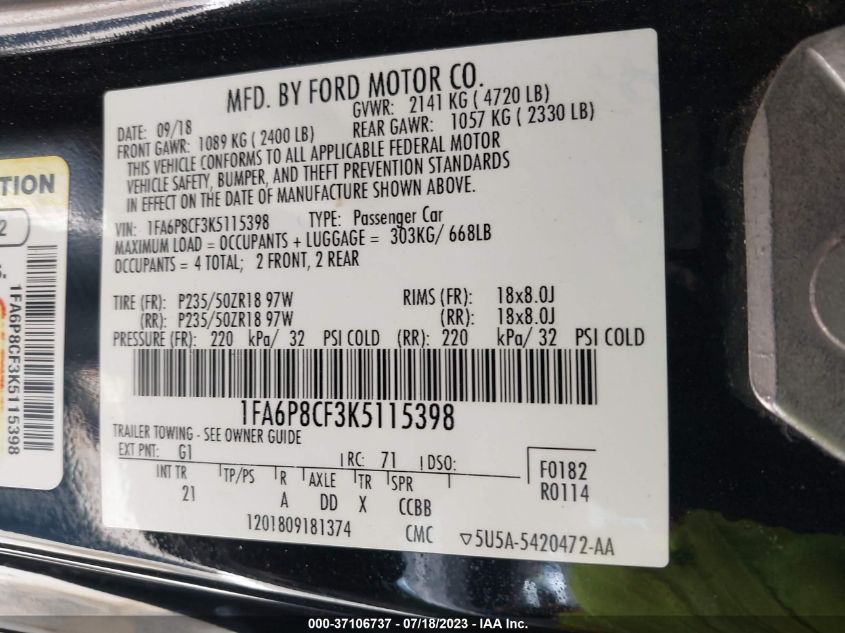 MFD. BY FORD MOTOR CO.
DATE: 09/18 GVWR: 2141 KG ( 4720 LB)
FRONT GAWR: 1089 KG ( 2400 LB) REAR GAWR: 1057 KG ( 2330 LB)
THIS VEHICLE CONFORMS TO ALL APPLICABLE FEDERAL MOTOR
VEHICLE SAFETY, BUMPER, AND THEFT PREVENTION STANDARDS
IN EFFECT ON THE DATE OF MANUFACTURE SHOWN ABOVE.
VIN: 1FA6P8CF3K5115398 TYPE: Passenger Car
MAXIMUM LOAD = OCCUPANTS + LUGGAGE = 303KG/ 668LB
OCCUPANTS = 4 TOTAL; 2 FRONT, 2 REAR
TIRE (FR): P235/50ZR18 97W RIMS (FR): 18x8.0J
(RR): P235/50ZR18 97W (RR): 18x8.0J
PRESSURE (FR): 220 kPa/ 32 PSI COLD (RR): 220 kPa/ 32 PSI COLD
1FA6P8CF3K5115398
TRAILER TOWING - SEE OWNER GUIDE
EXT PNT: G1 RC: 71 DSO:
F0182
R0114
INT TR TP/PS R AXLE TR SPR
21 A DD X CCBB
1201809181374 CMC ▽5U5A-5420472-AA
TION
2
S.
1FA6P8CF3K5115398
© 37106737 - 07/18/2023 - IAA Inc.